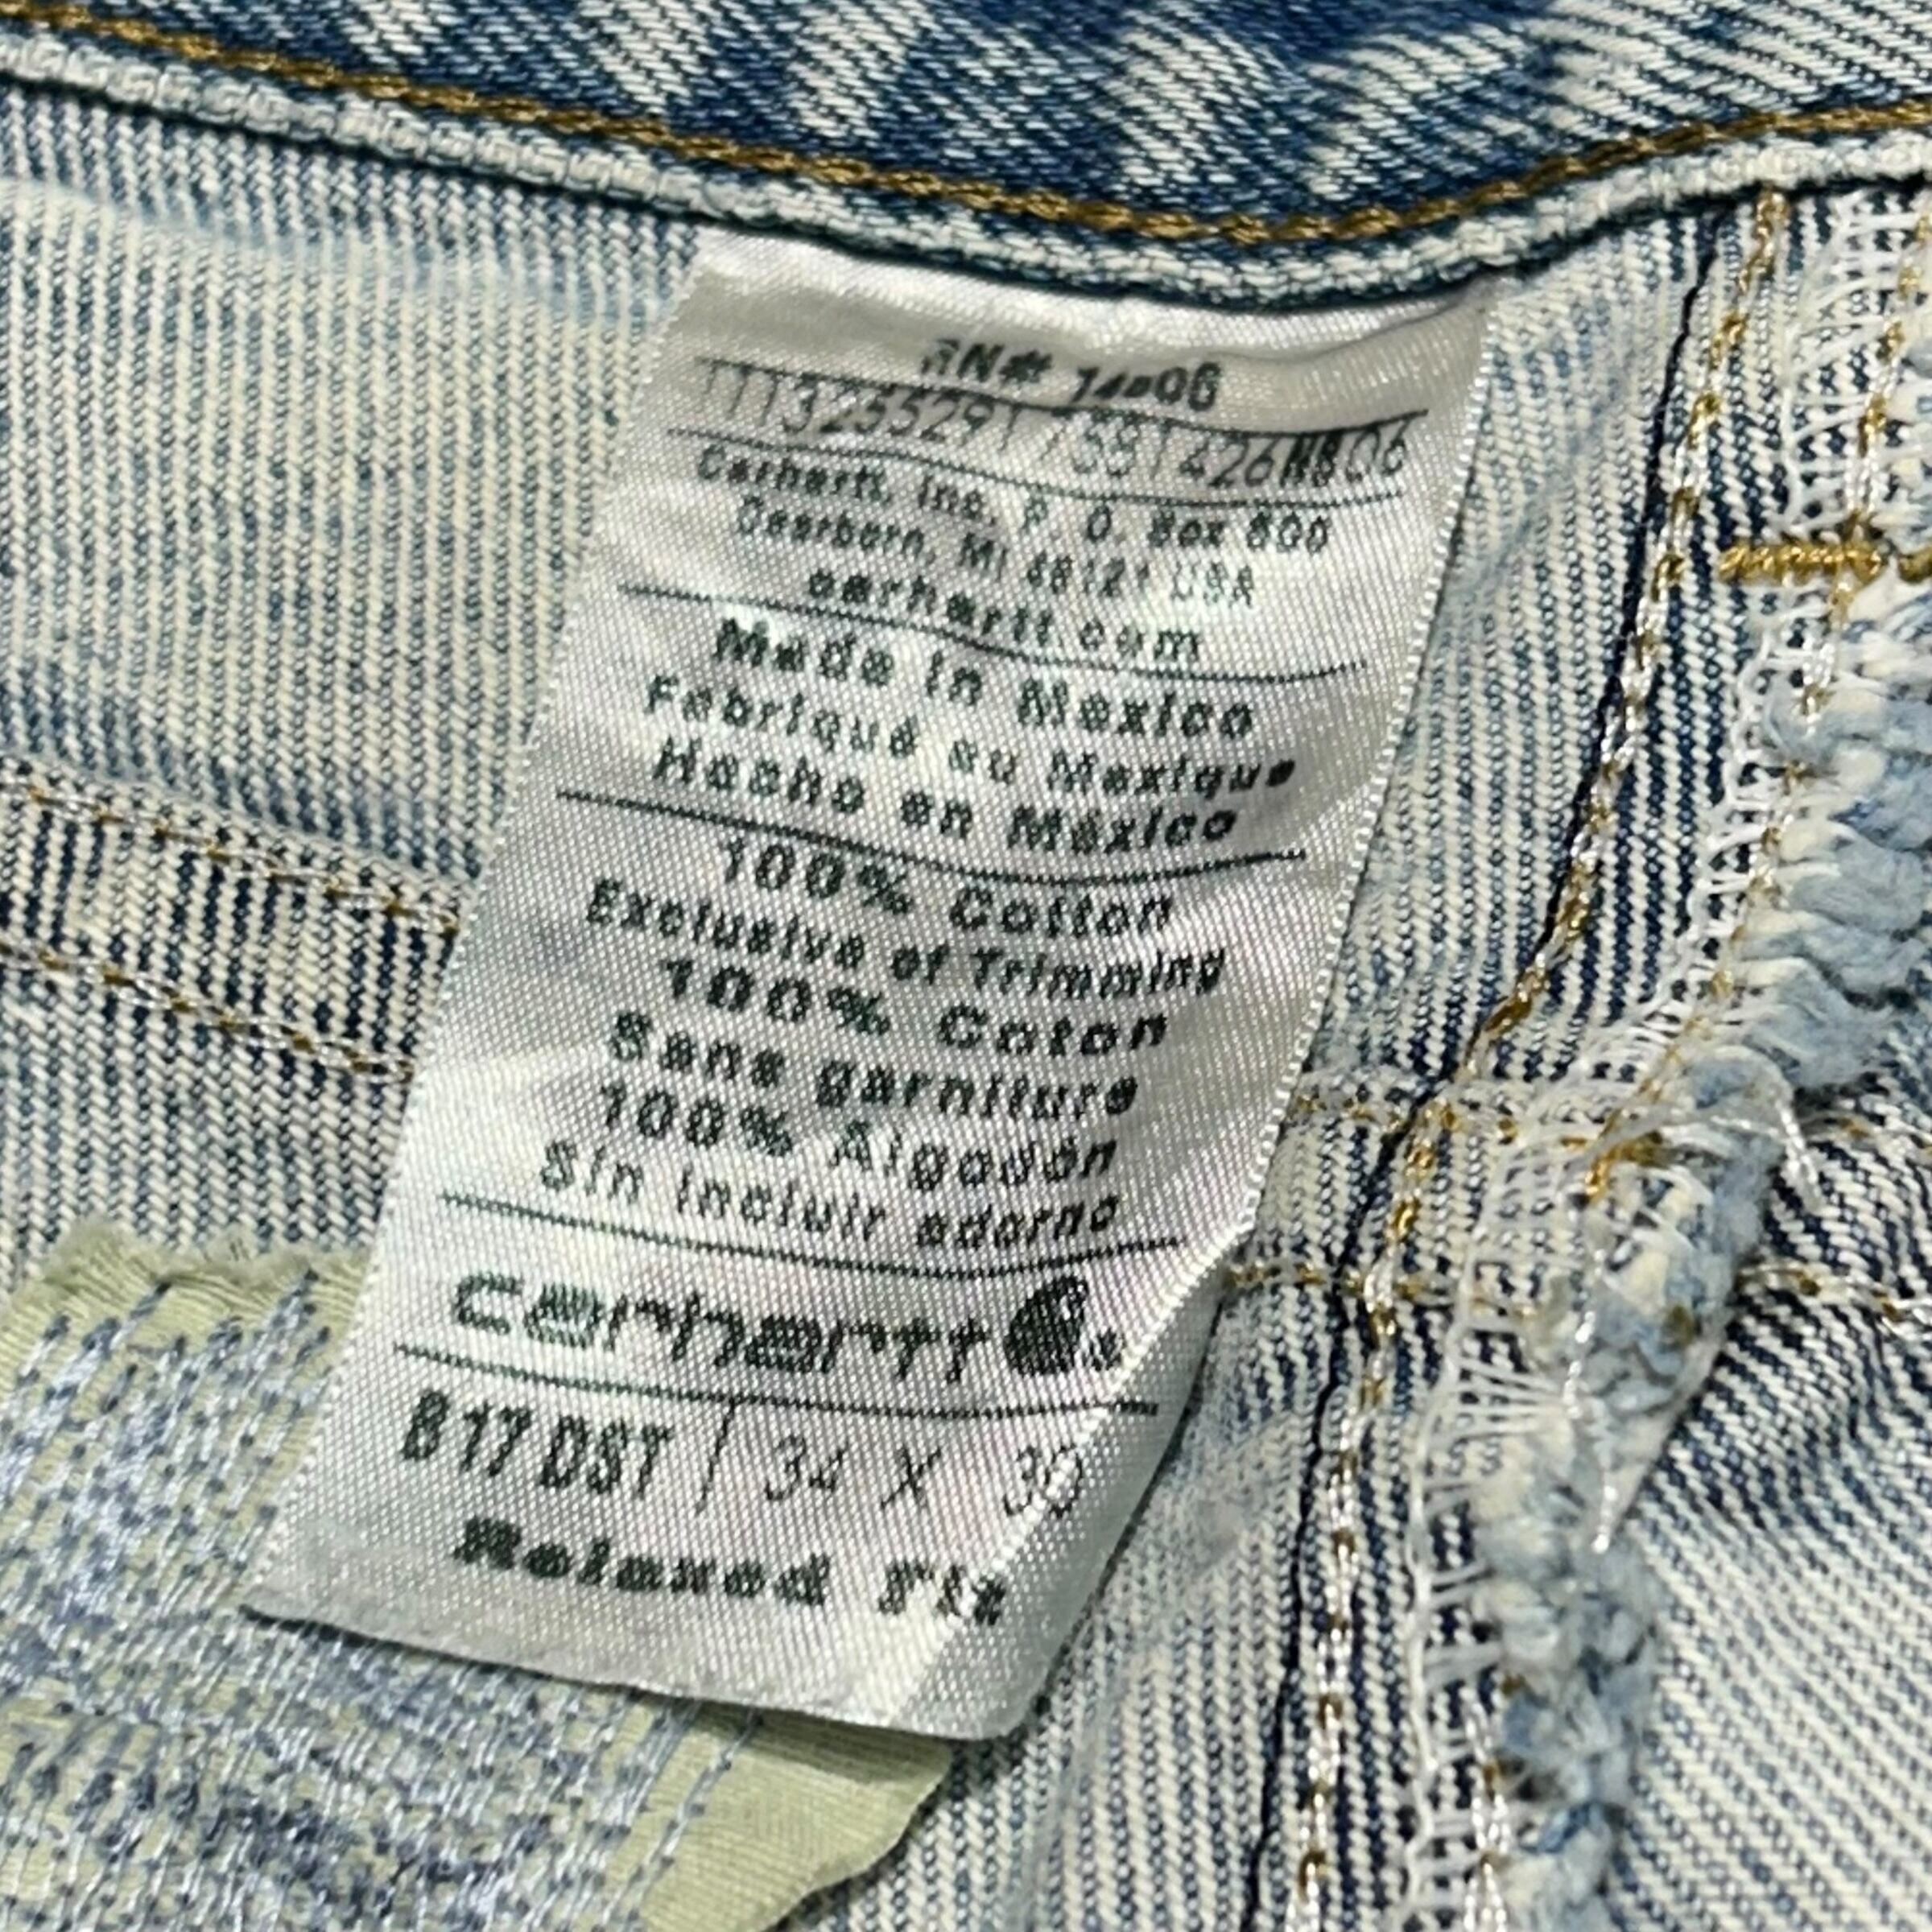 RN# 14806
Carhartt, Inc. P. O. Box 600
Dearborn, MI 48121 USA
carhartt.com
Made in Mexico
Fabriqué au Mexique
Hecho en México
100% Cotton
Exclusive of Trimming
100% Coton
Sans garniture
100% Algodón
Sin incluir adorno
carhartt
B17 DST | 34 X 30
Relaxed Fit